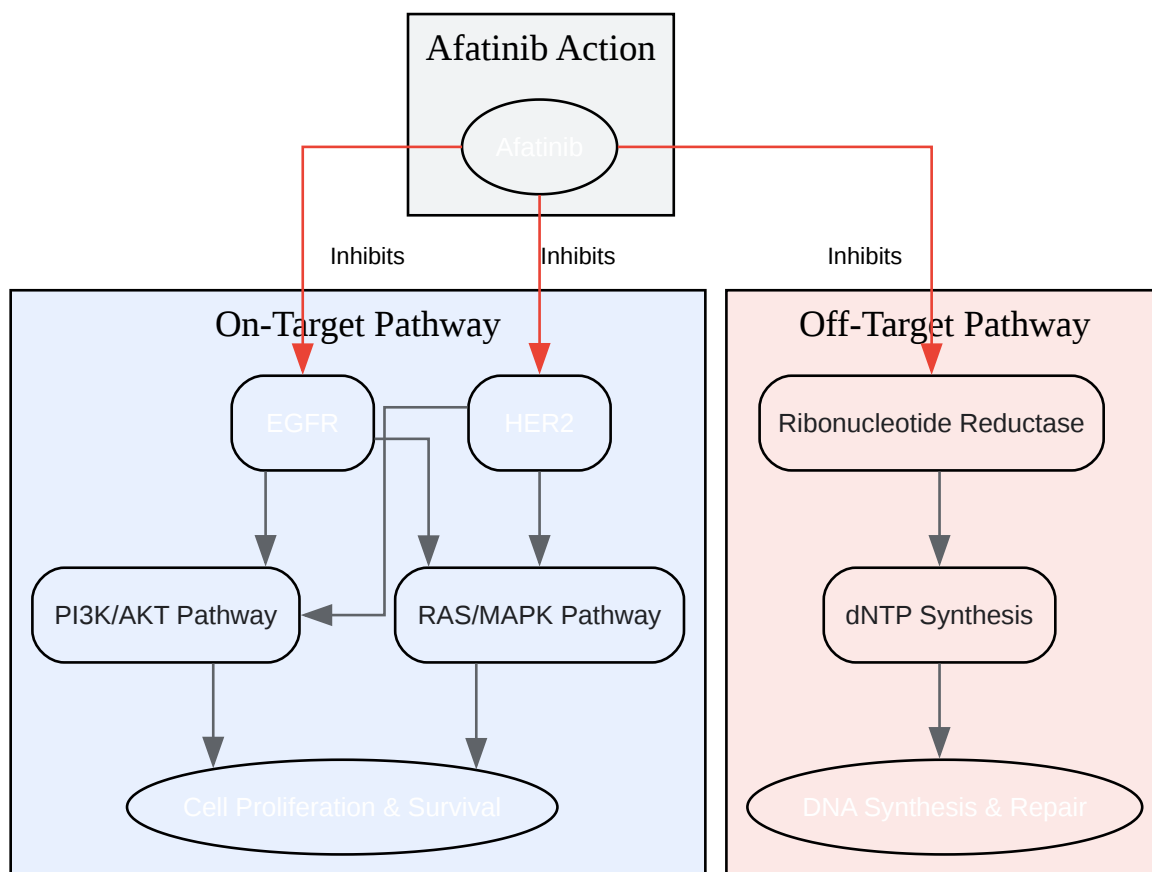 Afatinib Action
Afatinib
Inhibits
Inhibits
Inhibits
On-Target Pathway
Off-Target Pathway
EGFR
HER2
Ribonucleotide Reductase
PI3K/AKT Pathway
RAS/MAPK Pathway
dNTP Synthesis
Cell Proliferation & Survival
DNA Synthesis & Repair